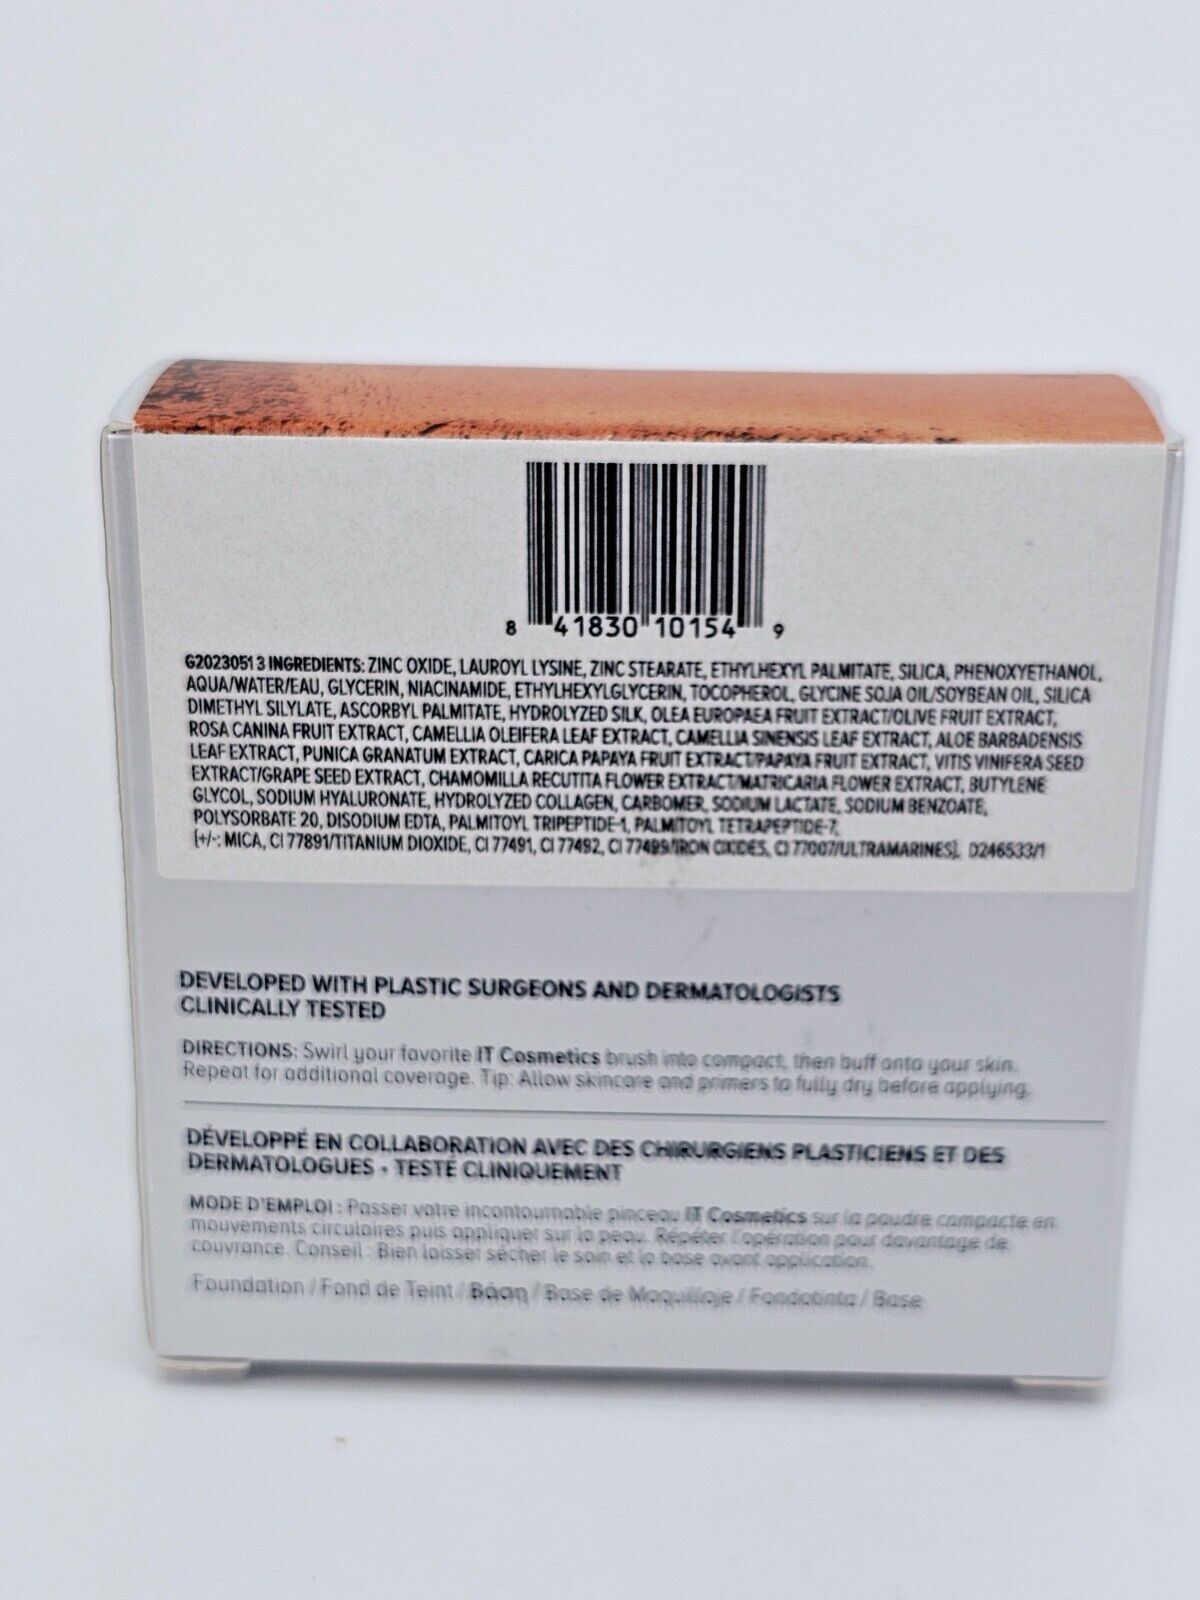 8 41830 10154 9
G20230513 INGREDIENTS: ZINC OXIDE, LAUROYL LYSINE, ZINC STEARATE, ETHYLHEXYL PALMITATE, SILICA, PHENOXYETHANOL,
AQUA/WATER/EAU, GLYCERIN, NIACINAMIDE, ETHYLHEXYLGLYCERIN, TOCOPHEROL, GLYCINE SOJA OIL/SOYBEAN OIL, SILICA
DIMETHYL SILYLATE, ASCORBYL PALMITATE, HYDROLYZED SILK, OLEA EUROPAEA FRUIT EXTRACT/OLIVE FRUIT EXTRACT,
ROSA CANINA FRUIT EXTRACT, CAMELLIA OLEIFERA LEAF EXTRACT, CAMELLIA SINENSIS LEAF EXTRACT, ALOE BARBADENSIS
LEAF EXTRACT, PUNICA GRANATUM EXTRACT, CARICA PAPAYA FRUIT EXTRACT/PAPAYA FRUIT EXTRACT, VITIS VINIFERA SEED
EXTRACT/GRAPE SEED EXTRACT, CHAMOMILLA RECUTITA FLOWER EXTRACT/MATRICARIA FLOWER EXTRACT, BUTYLENE
GLYCOL, SODIUM HYALURONATE, HYDROLYZED COLLAGEN, CARBOMER, SODIUM LACTATE, SODIUM BENZOATE,
POLYSORBATE 20, DISODIUM EDTA, PALMITOYL TRIPEPTIDE-1, PALMITOYL TETRAPEPTIDE-7,
[+/-: MICA, CI 77891/TITANIUM DIOXIDE, CI 77491, CI 77492, CI 77499/IRON OXIDES, CI 77007/ULTRAMARINES]. D246533/1
DEVELOPED WITH PLASTIC SURGEONS AND DERMATOLOGISTS
CLINICALLY TESTED
DIRECTIONS: Swirl your favorite IT Cosmetics brush into compact, then buff onto your skin.
Repeat for additional coverage. Tip: Allow skincare and primers to fully dry before applying.
DÉVELOPPÉ EN COLLABORATION AVEC DES CHIRURGIENS PLASTICIENS ET DES
DERMATOLOGUES • TESTÉ CLINIQUEMENT
MODE D'EMPLOI : Passer votre incontournable pinceau IT Cosmetics sur la poudre compacte en
mouvements circulaires puis appliquer sur la peau. Répéter l'opération pour davantage de
couvrance. Conseil : Bien laisser sécher le soin et la base avant application.
Foundation / Fond de Teint / Báan / Base de Maquillaje / Fondotinta / Base